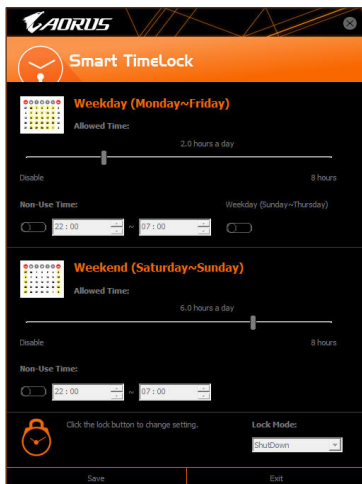 AORUS
Smart TimeLock
Weekday (Monday~Friday)
Allowed Time:
2.0 hours a day
Disable
8 hours
Non-Use Time:
Weekday (Sunday~Thursday)
22 : 00 ~ 07 : 00
Weekend (Saturday~Sunday)
Allowed Time:
6.0 hours a day
Disable
8 hours
Non-Use Time:
22 : 00 ~ 07 : 00
Click the lock button to change setting.
Lock Mode:
ShutDown
Save
Exit